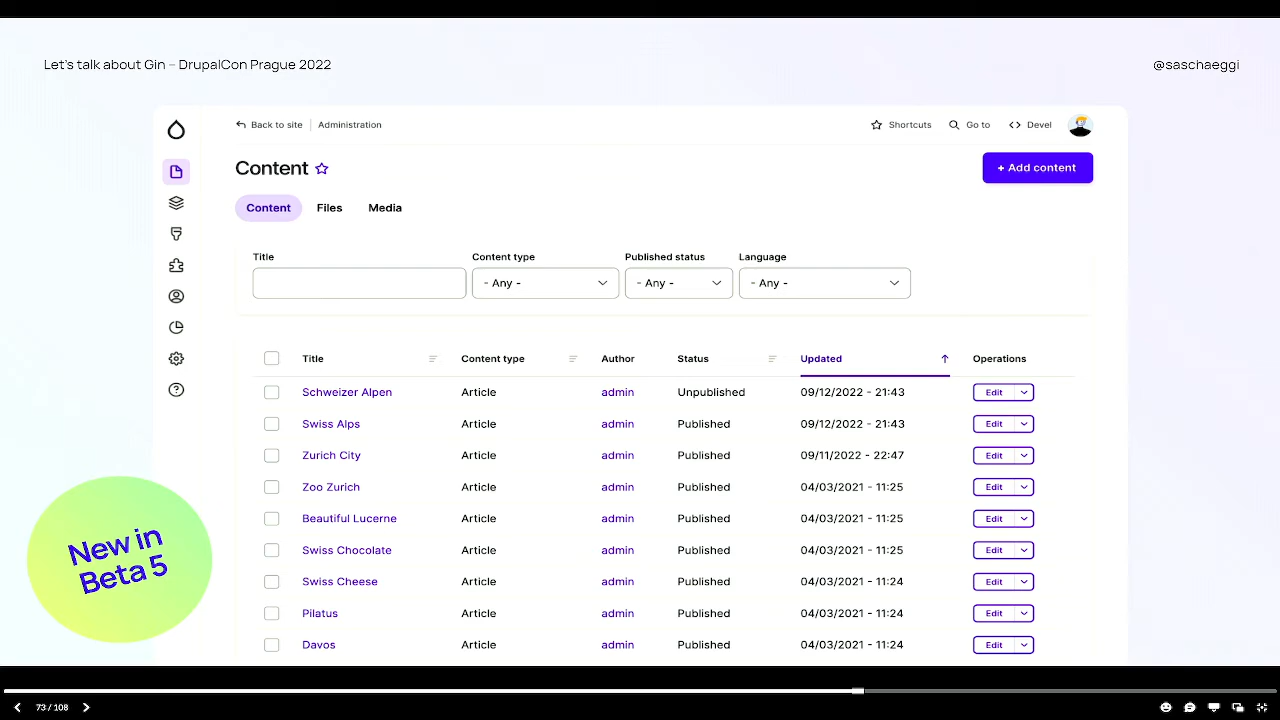 Let's talk about Gin – DrupalCon Prague 2022
@saschaeggi
Back to site
Administration
Shortcuts
Go to
Devel
Content
+ Add content
Content
Files
Media
Title
Content type
Published status
Language
- Any -
- Any -
- Any -
Title
Content type
Author
Status
Updated
Operations
Schweizer Alpen Article admin Unpublished 09/12/2022 - 21:43 Edit
Swiss Alps Article admin Published 09/12/2022 - 21:43 Edit
Zurich City Article admin Published 09/11/2022 - 22:47 Edit
Zoo Zurich Article admin Published 04/03/2021 - 11:25 Edit
Beautiful Lucerne Article admin Published 04/03/2021 - 11:25 Edit
Swiss Chocolate Article admin Published 04/03/2021 - 11:25 Edit
Swiss Cheese Article admin Published 04/03/2021 - 11:24 Edit
Pilatus Article admin Published 04/03/2021 - 11:24 Edit
Davos Article admin Published 04/03/2021 - 11:24 Edit
New in
Beta 5
73 / 108